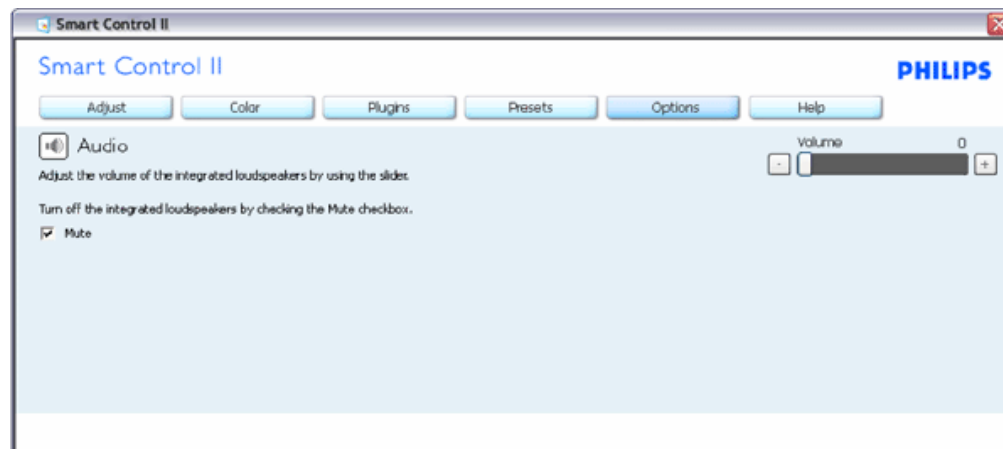 Smart Control II
Smart Control II
PHILIPS
Adjust Color Plugins Presets Options Help
Audio
Volume 0
- +
Adjust the volume of the integrated loudspeakers by using the slider.
Turn off the integrated loudspeakers by checking the Mute checkbox.
Mute